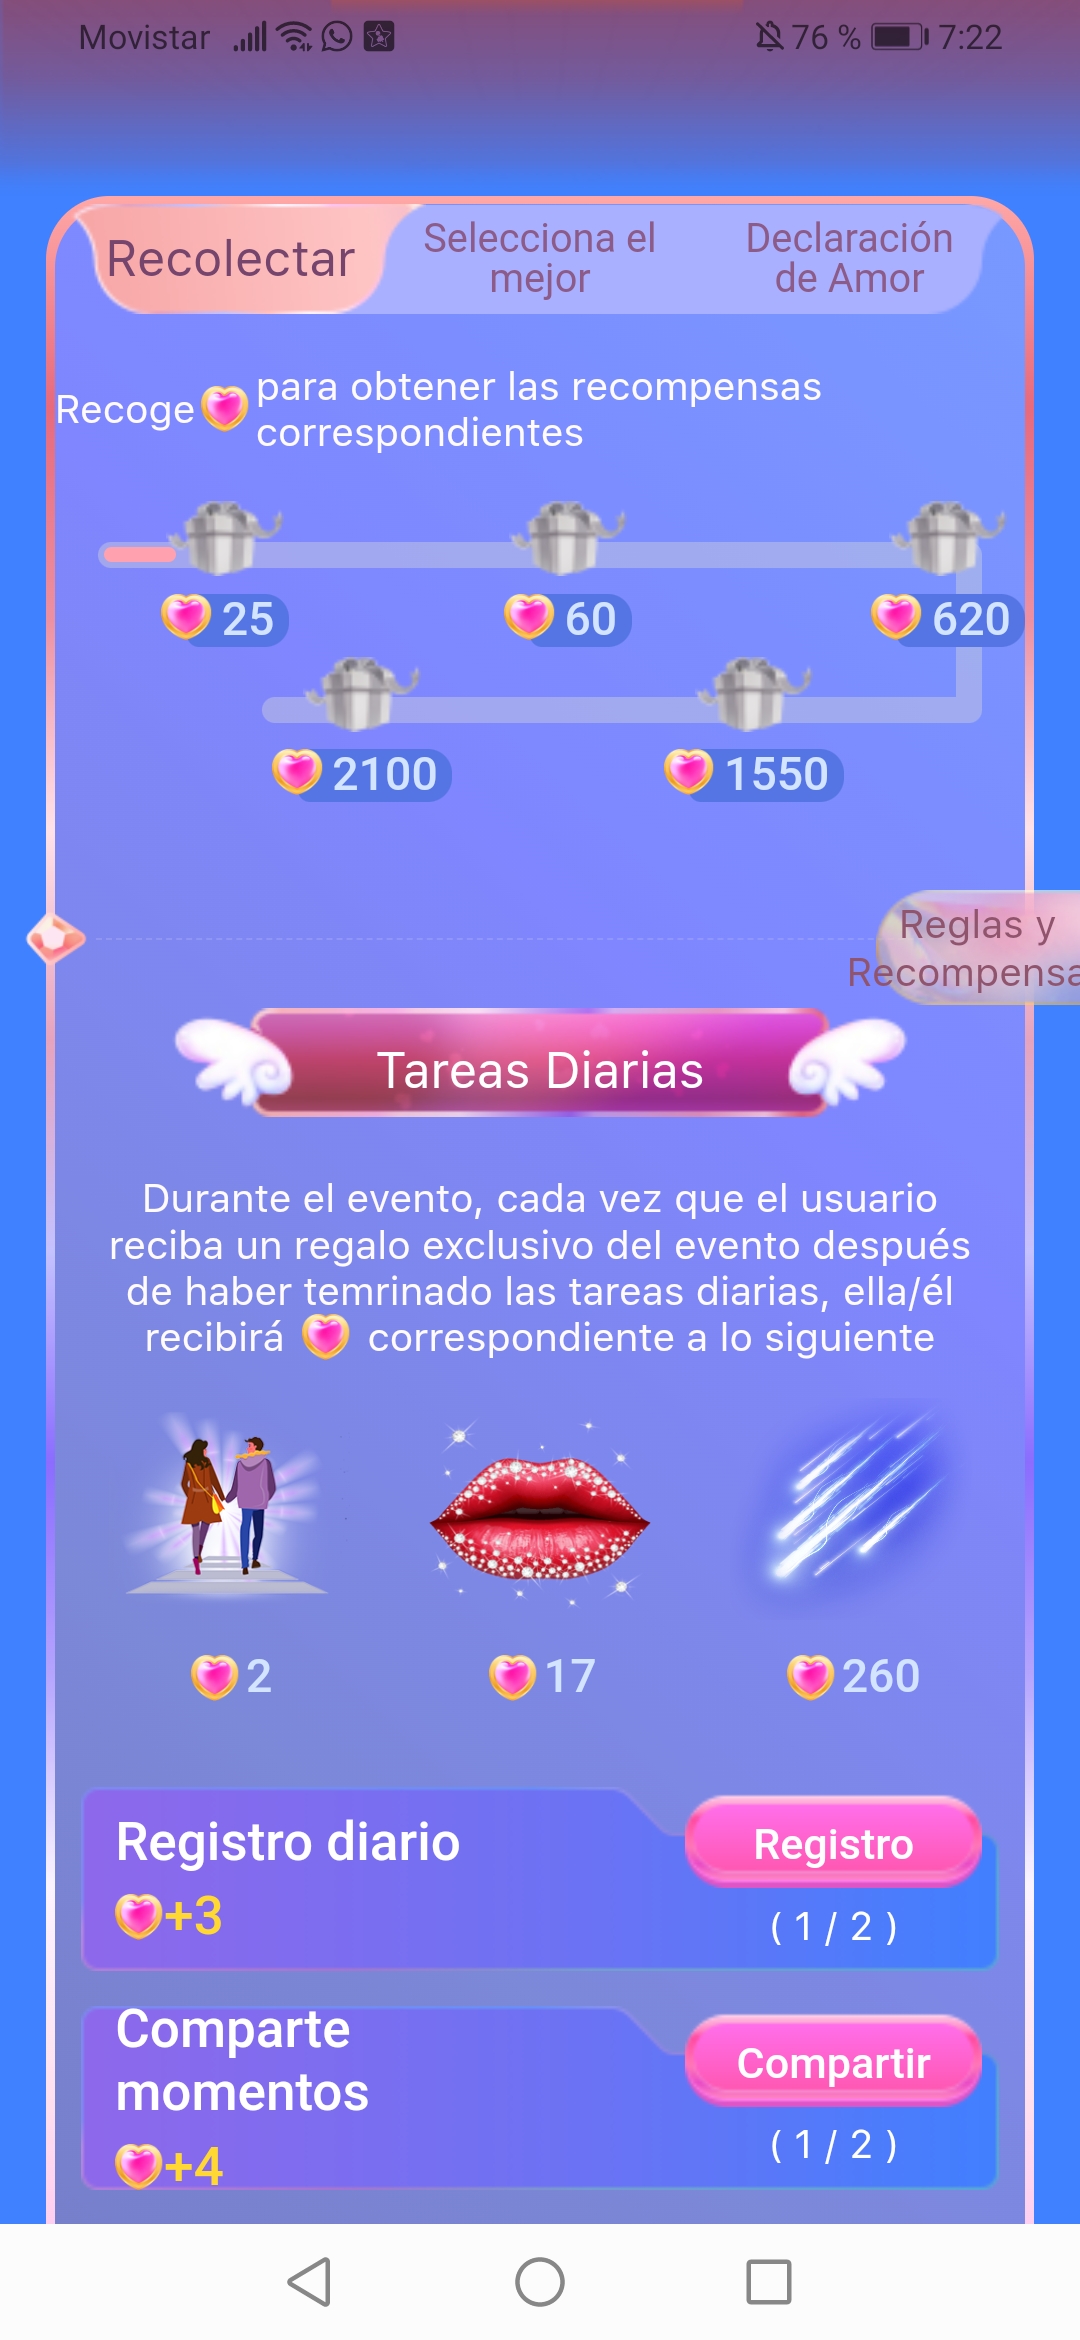 Movistar 76 % 7:22
Recolectar
Selecciona el
mejor
Declaración
de Amor
Recoge para obtener las recompensas
correspondientes
25 60 620
2100 1550
Reglas y
Recompensa
Tareas Diarias
Durante el evento, cada vez que el usuario
reciba un regalo exclusivo del evento después
de haber temrinado las tareas diarias, ella/él
recibirá correspondiente a lo siguiente
2 17 260
Registro diario
+3
Registro
( 1 / 2 )
Comparte
momentos
+4
Compartir
( 1 / 2 )